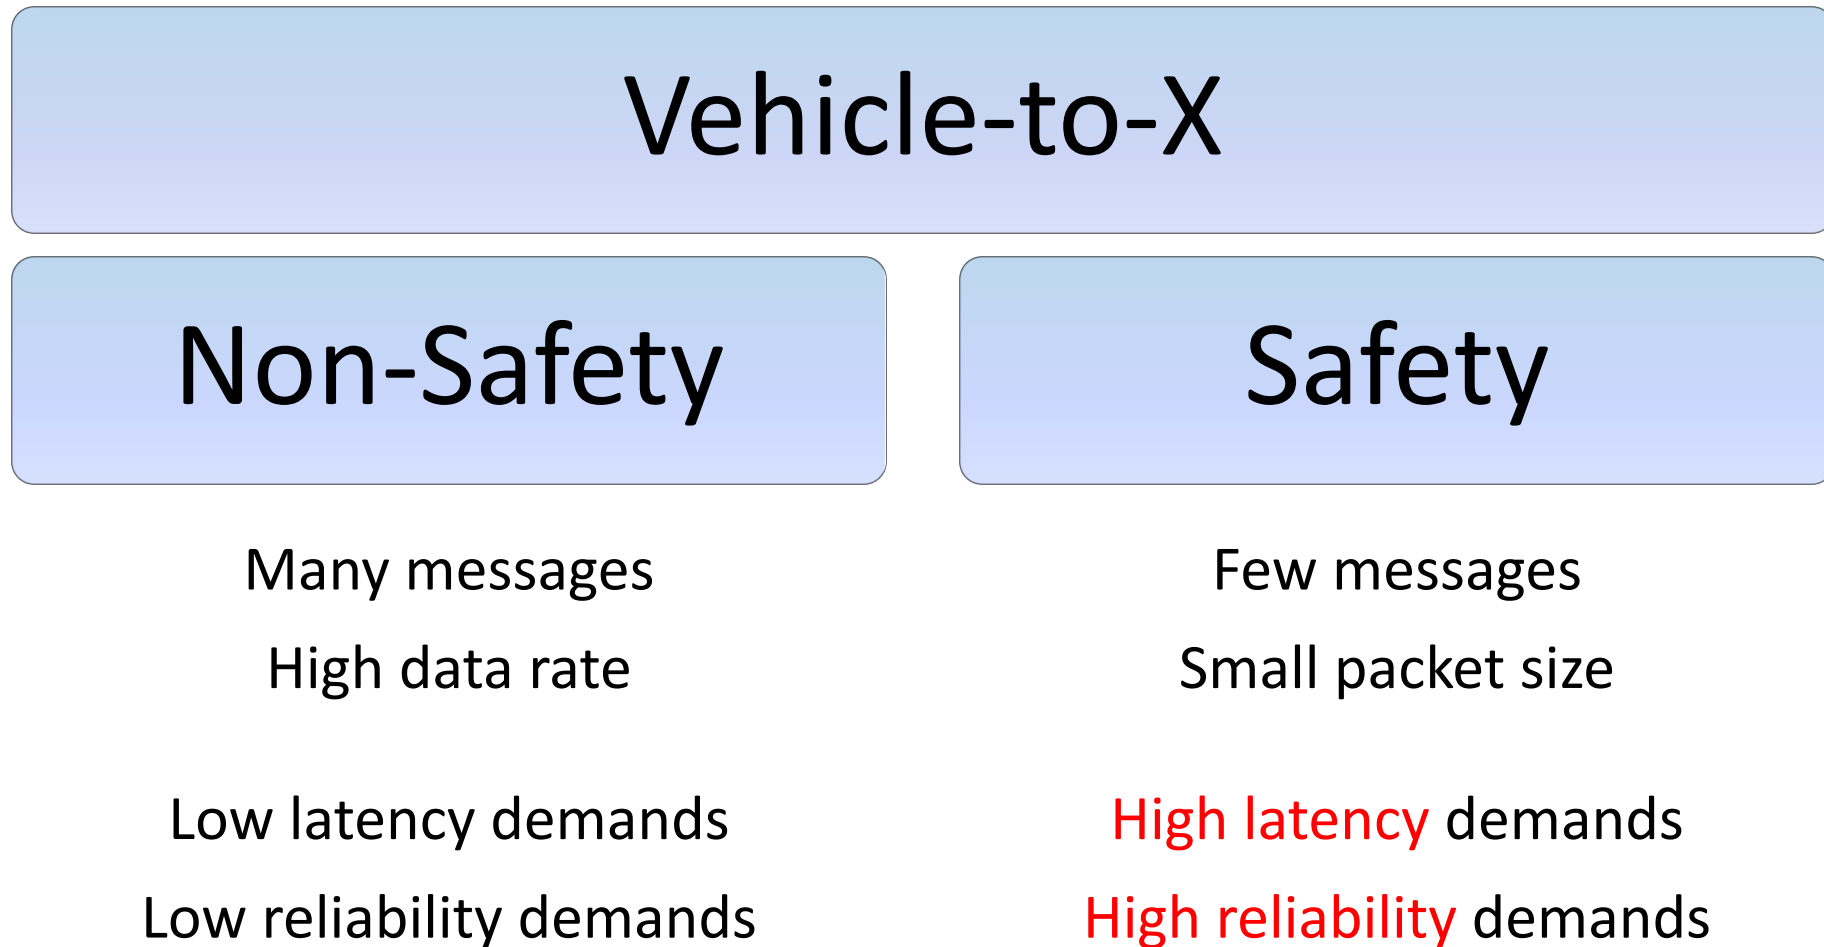 Vehicle-to-X
Non-Safety
Safety
Many messages
High data rate
Low latency demands
Low reliability demands
Few messages
Small packet size
High latency demands
High reliability demands